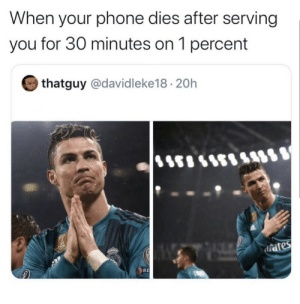 When your phone dies after serving
you for 30 minutes on 1 percent
thatguy @davidleke18 · 20h